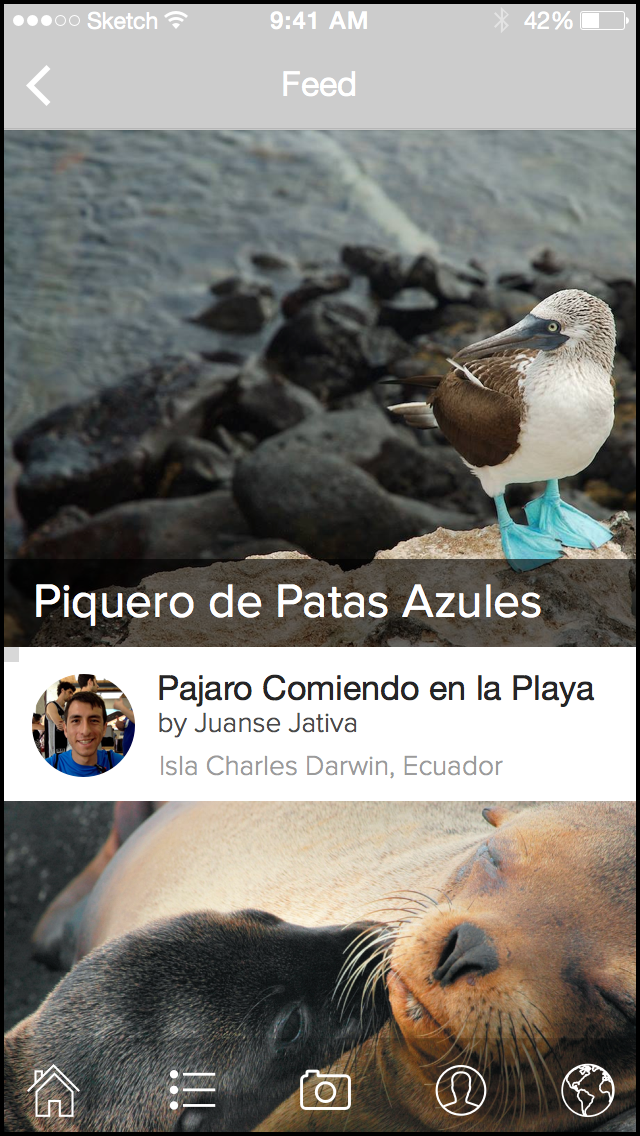 Sketch 9:41 AM 42%
Feed
Piquero de Patas Azules
Pajaro Comiendo en la Playa
by Juanse Jativa
Isla Charles Darwin, Ecuador